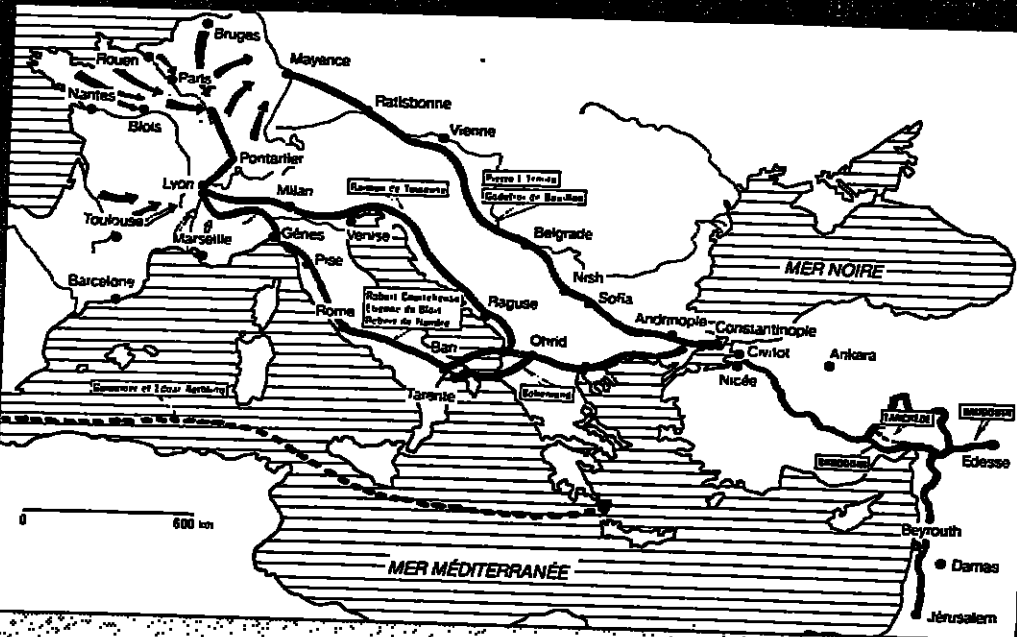 Bruges
Mayence
Rouen
Paris
Ratisbonne
Nantes
Vienne
Blois
Pontarlier
Lyon
Milan
Toulouse
Marseille
Gênes
Venise
Belgrade
Pise
Barcelone
Nish
MER NOIRE
Sofia
Raguse
Rome
Andrinople
Constantinople
Ohrid
Bari
Civitot
Ankara
Nicée
Tarente
TANCREDE
BAUDOUIN
Edesse
0
600 km
Beyrouth
MER MÉDITERRANÉE
Damas
Jérusalem